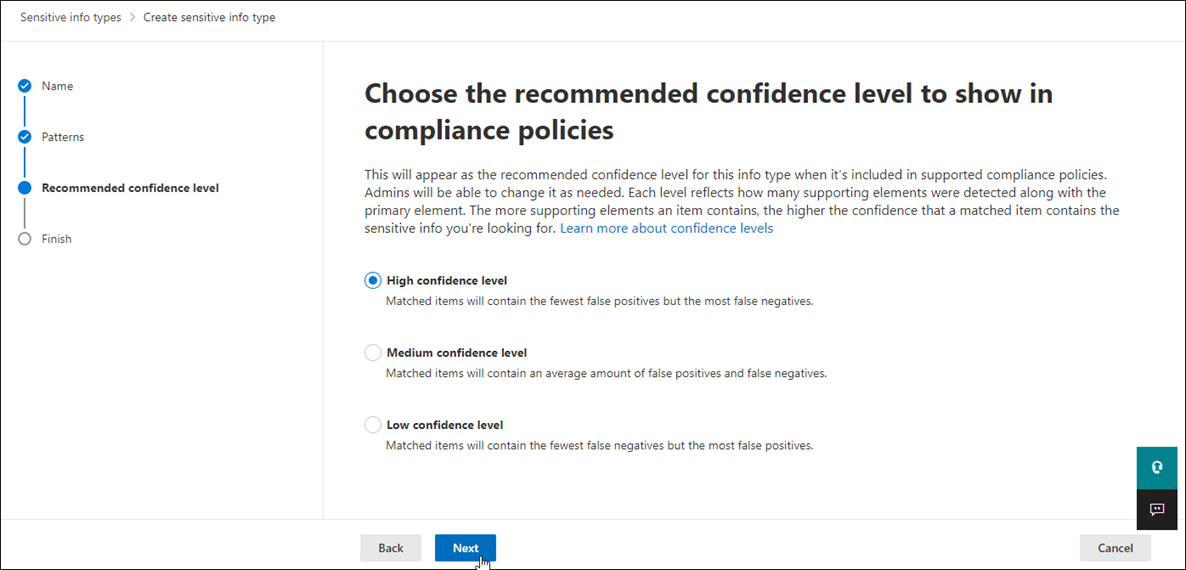 Sensitive info types > Create sensitive info type
Name
Patterns
Recommended confidence level
Finish
Choose the recommended confidence level to show in
compliance policies
This will appear as the recommended confidence level for this info type when it's included in supported compliance policies.
Admins will be able to change it as needed. Each level reflects how many supporting elements were detected along with the
primary element. The more supporting elements an item contains, the higher the confidence that a matched item contains the
sensitive info you're looking for. Learn more about confidence levels
High confidence level
Matched items will contain the fewest false positives but the most false negatives.
Medium confidence level
Matched items will contain an average amount of false positives and false negatives.
Low confidence level
Matched items will contain the fewest false negatives but the most false positives.
Back
Next
Cancel